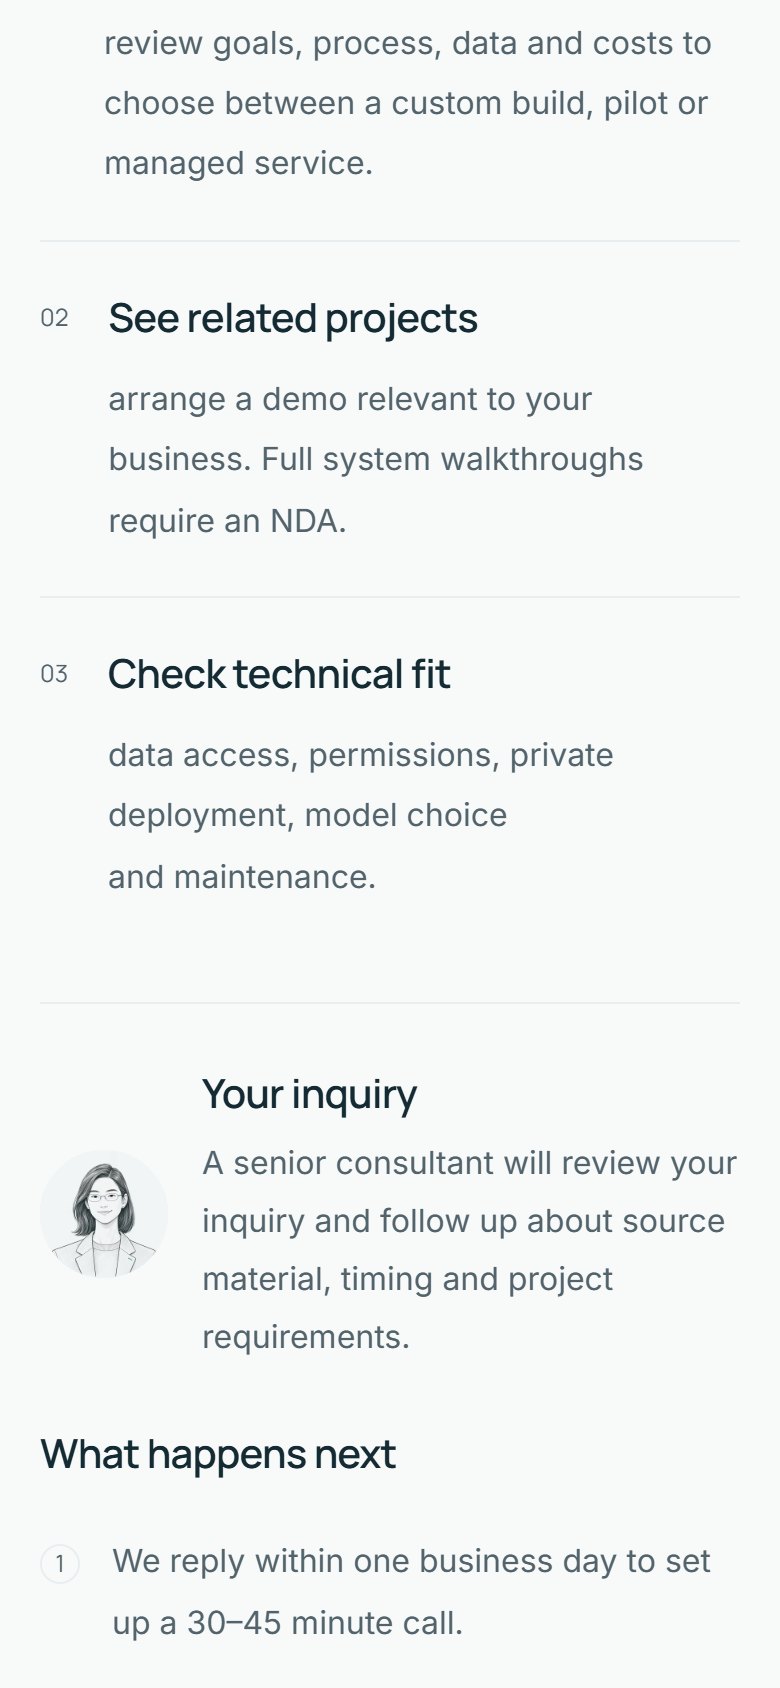 review goals, process, data and costs to
choose between a custom build, pilot or
managed service.
02 See related projects
arrange a demo relevant to your
business. Full system walkthroughs
require an NDA.
03 Check technical fit
data access, permissions, private
deployment, model choice
and maintenance.
Your inquiry
A senior consultant will review your
inquiry and follow up about source
material, timing and project
requirements.
What happens next
1 We reply within one business day to set
up a 30–45 minute call.